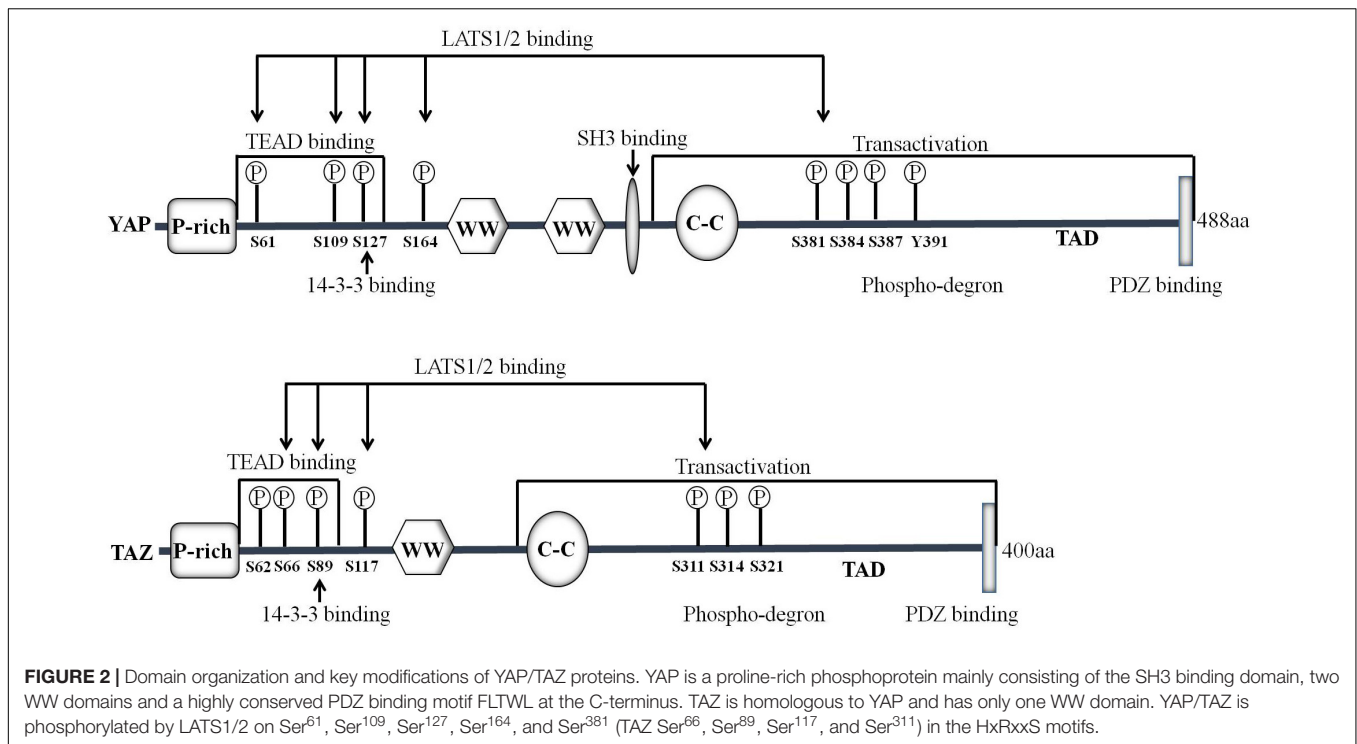 LATS1/2 binding
TEAD binding
SH3 binding
Transactivation
P P P P P P P P
YAP P-rich WW WW C-C 488aa
S61 S109 S127 S164 S381 S384 S387 Y391 TAD
14-3-3 binding Phospho-degron PDZ binding
LATS1/2 binding
TEAD binding Transactivation
P P P P P P P
TAZ P-rich WW C-C 400aa
S62 S66 S89 S117 S311 S314 S321 TAD
14-3-3 binding Phospho-degron PDZ binding
FIGURE 2 | Domain organization and key modifications of YAP/TAZ proteins. YAP is a proline-rich phosphoprotein mainly consisting of the SH3 binding domain, two
WW domains and a highly conserved PDZ binding motif FLTWL at the C-terminus. TAZ is homologous to YAP and has only one WW domain. YAP/TAZ is
phosphorylated by LATS1/2 on Ser61, Ser109, Ser127, Ser164, and Ser381 (TAZ Ser66, Ser89, Ser117, and Ser311) in the HxRxxS motifs.